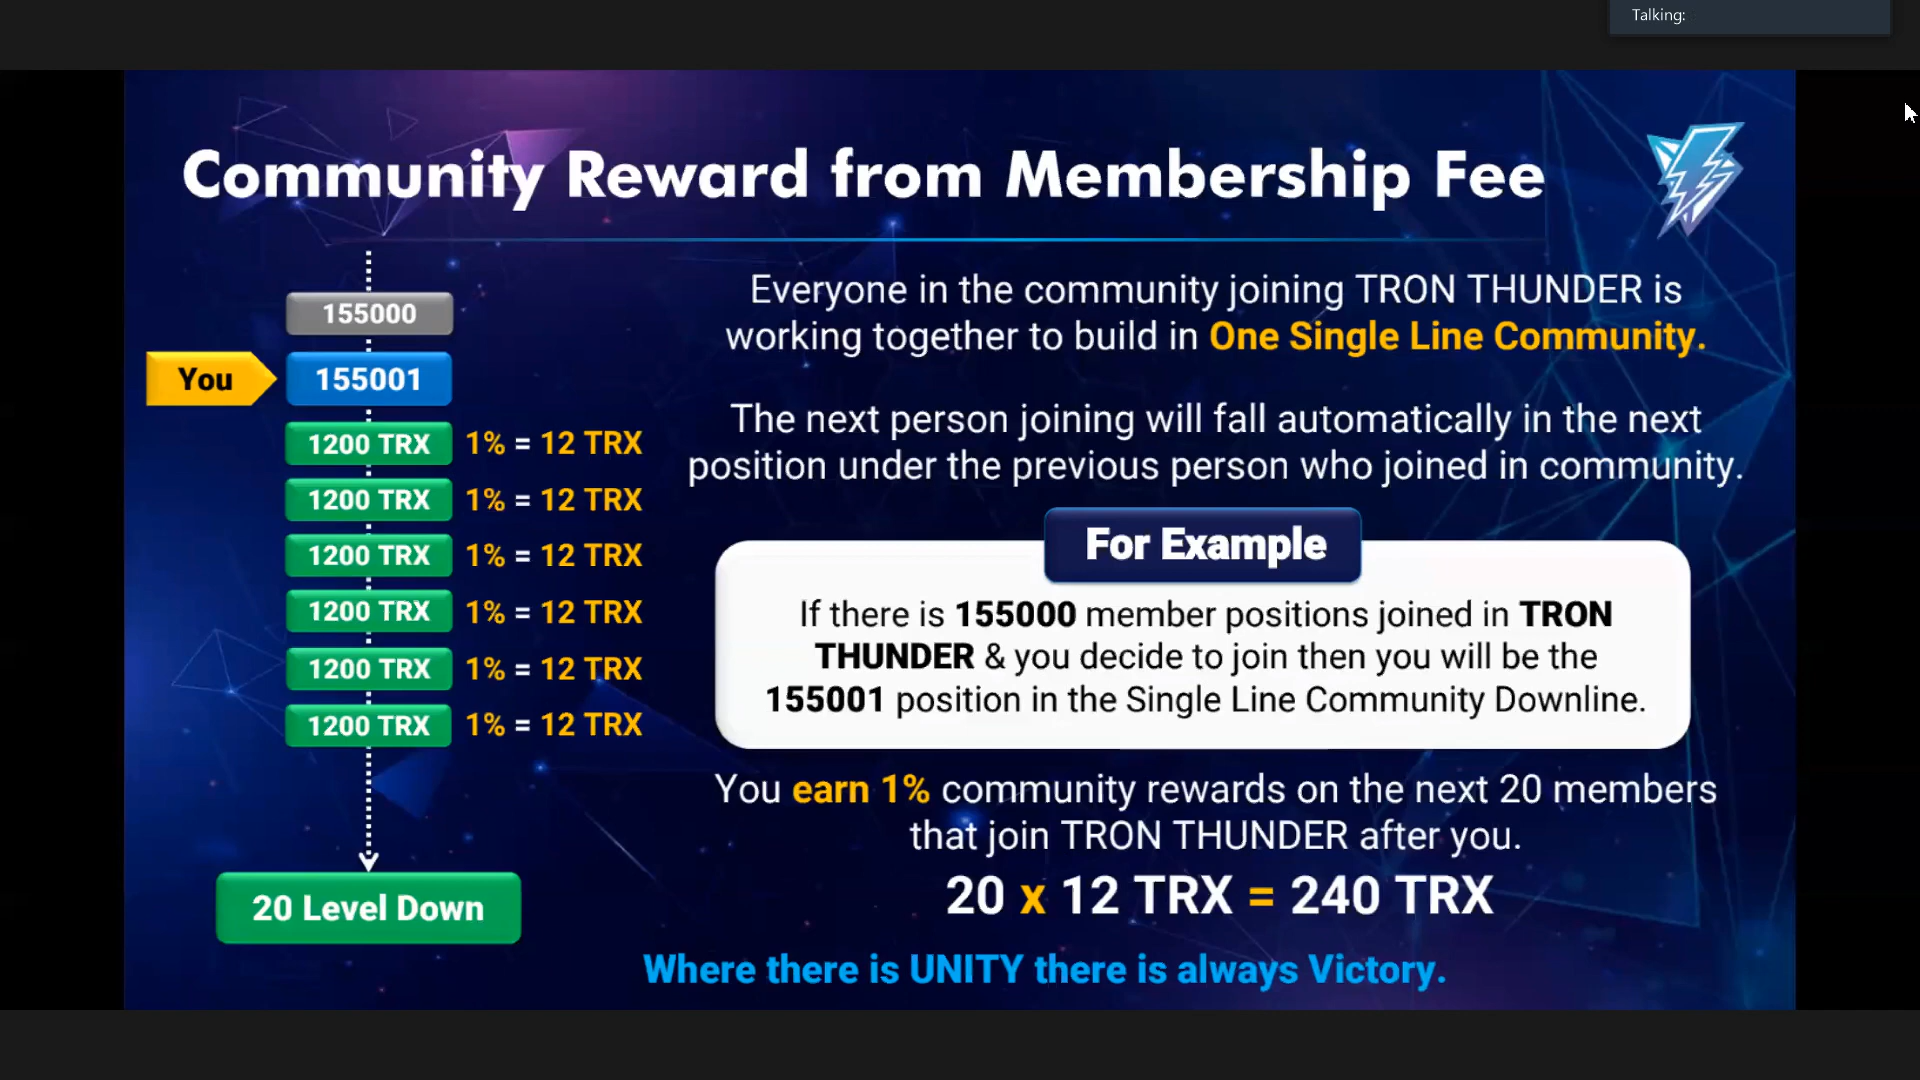 Talking:
Community Reward from Membership Fee
155000
You
155001
1200 TRX 1% = 12 TRX
1200 TRX 1% = 12 TRX
1200 TRX 1% = 12 TRX
1200 TRX 1% = 12 TRX
1200 TRX 1% = 12 TRX
1200 TRX 1% = 12 TRX
20 Level Down
Everyone in the community joining TRON THUNDER is
working together to build in One Single Line Community.
The next person joining will fall automatically in the next
position under the previous person who joined in community.
For Example
If there is 155000 member positions joined in TRON
THUNDER & you decide to join then you will be the
155001 position in the Single Line Community Downline.
You earn 1% community rewards on the next 20 members
that join TRON THUNDER after you.
20 x 12 TRX = 240 TRX
Where there is UNITY there is always Victory.